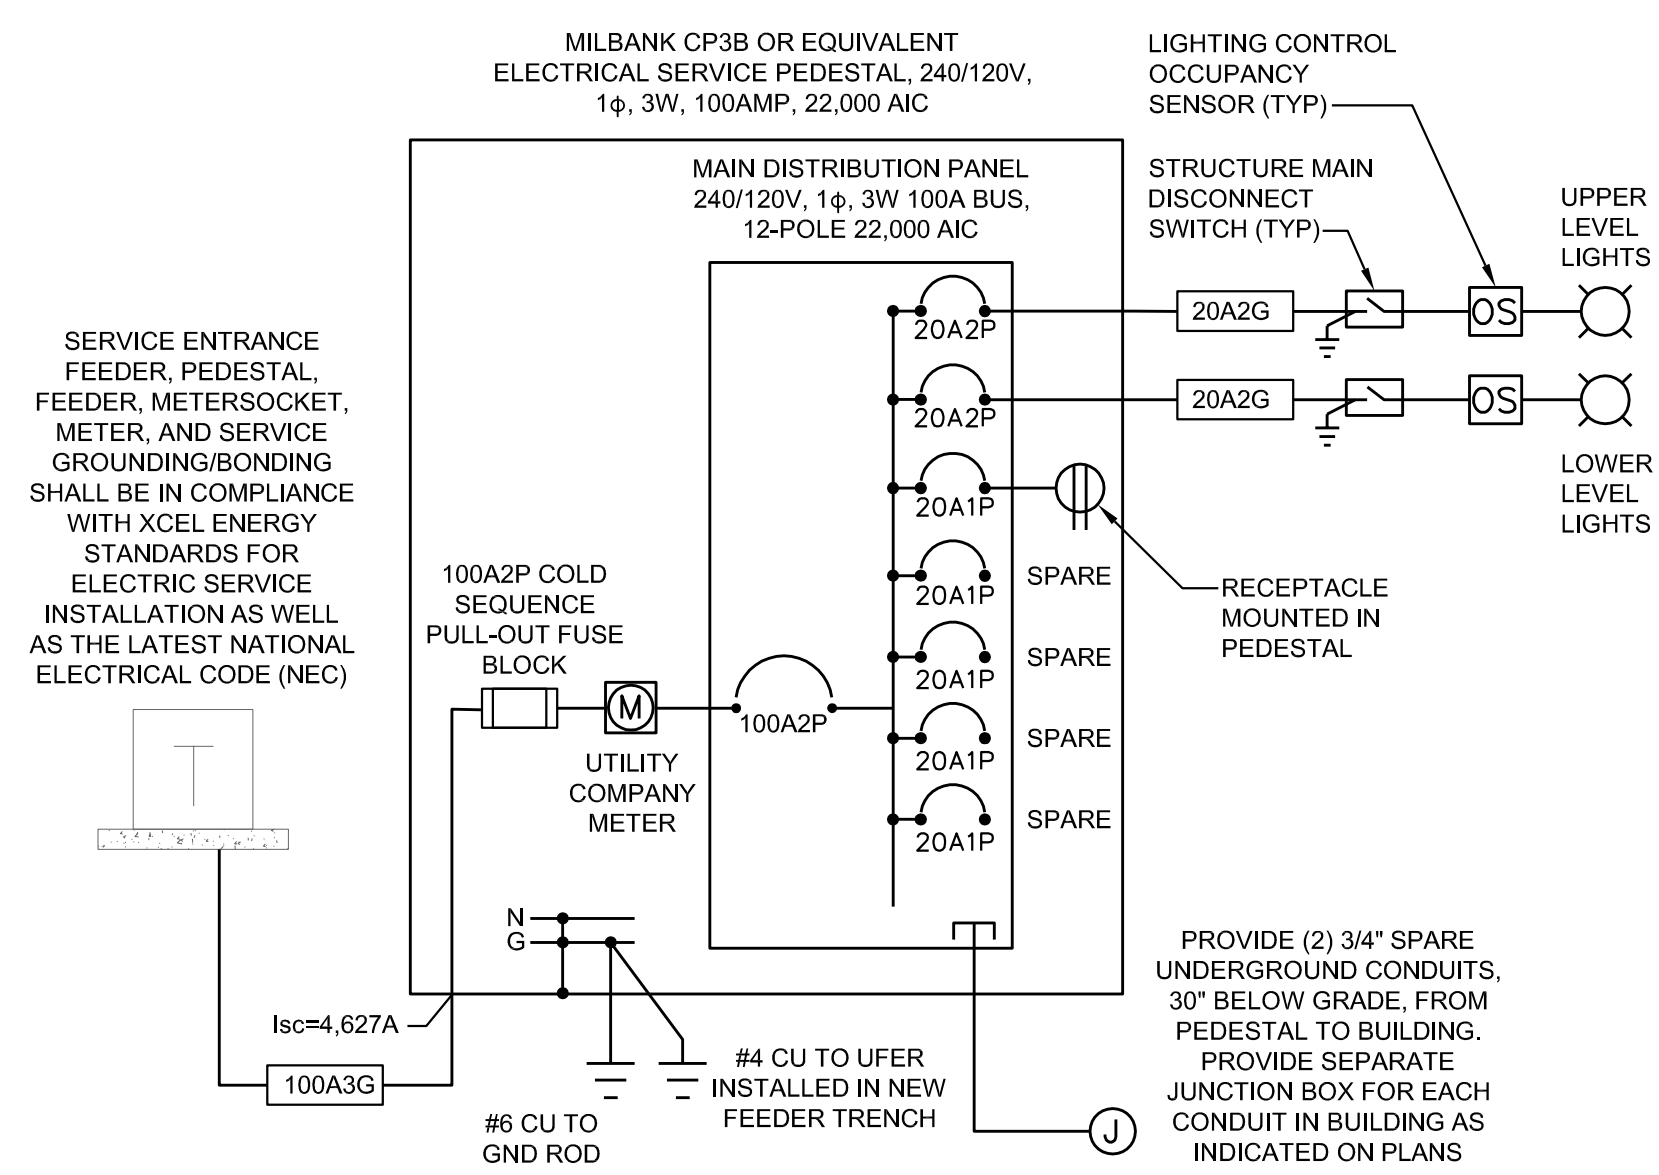 MILBANK CP3B OR EQUIVALENT
ELECTRICAL SERVICE PEDESTAL, 240/120V,
1ϕ, 3W, 100AMP, 22,000 AIC
LIGHTING CONTROL
OCCUPANCY
SENSOR (TYP)
MAIN DISTRIBUTION PANEL
240/120V, 1ϕ, 3W 100A BUS,
12-POLE 22,000 AIC
STRUCTURE MAIN
DISCONNECT
SWITCH (TYP)
UPPER
LEVEL
LIGHTS
20A2P
20A2G
OS
20A2P
20A2G
OS
LOWER
LEVEL
LIGHTS
20A1P
RECEPTACLE
MOUNTED IN
PEDESTAL
20A1P
SPARE
20A1P
SPARE
20A1P
SPARE
20A1P
SPARE
SERVICE ENTRANCE
FEEDER, PEDESTAL,
FEEDER, METERSOCKET,
METER, AND SERVICE
GROUNDING/BONDING
SHALL BE IN COMPLIANCE
WITH XCEL ENERGY
STANDARDS FOR
ELECTRIC SERVICE
INSTALLATION AS WELL
AS THE LATEST NATIONAL
ELECTRICAL CODE (NEC)
100A2P COLD
SEQUENCE
PULL-OUT FUSE
BLOCK
M
100A2P
UTILITY
COMPANY
METER
T
N
G
Isc=4,627A
100A3G
#6 CU TO
GND ROD
#4 CU TO UFER
INSTALLED IN NEW
FEEDER TRENCH
J
PROVIDE (2) 3/4" SPARE
UNDERGROUND CONDUITS,
30" BELOW GRADE, FROM
PEDESTAL TO BUILDING.
PROVIDE SEPARATE
JUNCTION BOX FOR EACH
CONDUIT IN BUILDING AS
INDICATED ON PLANS